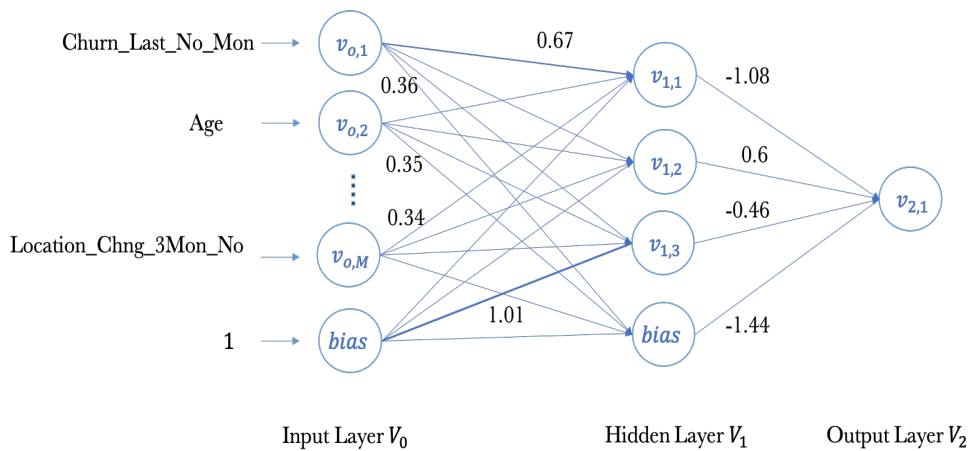 Churn_Last_No_Mon
v₀,₁
0.67
v₁,₁
-1.08
0.36
Age
v₀,₂
0.35
v₁,₂
0.6
v₂,₁
0.34
-0.46
Location_Chng_3Mon_No
v₀,M
v₁,₃
1.01
1
bias
bias
-1.44
Input Layer V₀
Hidden Layer V₁
Output Layer V₂